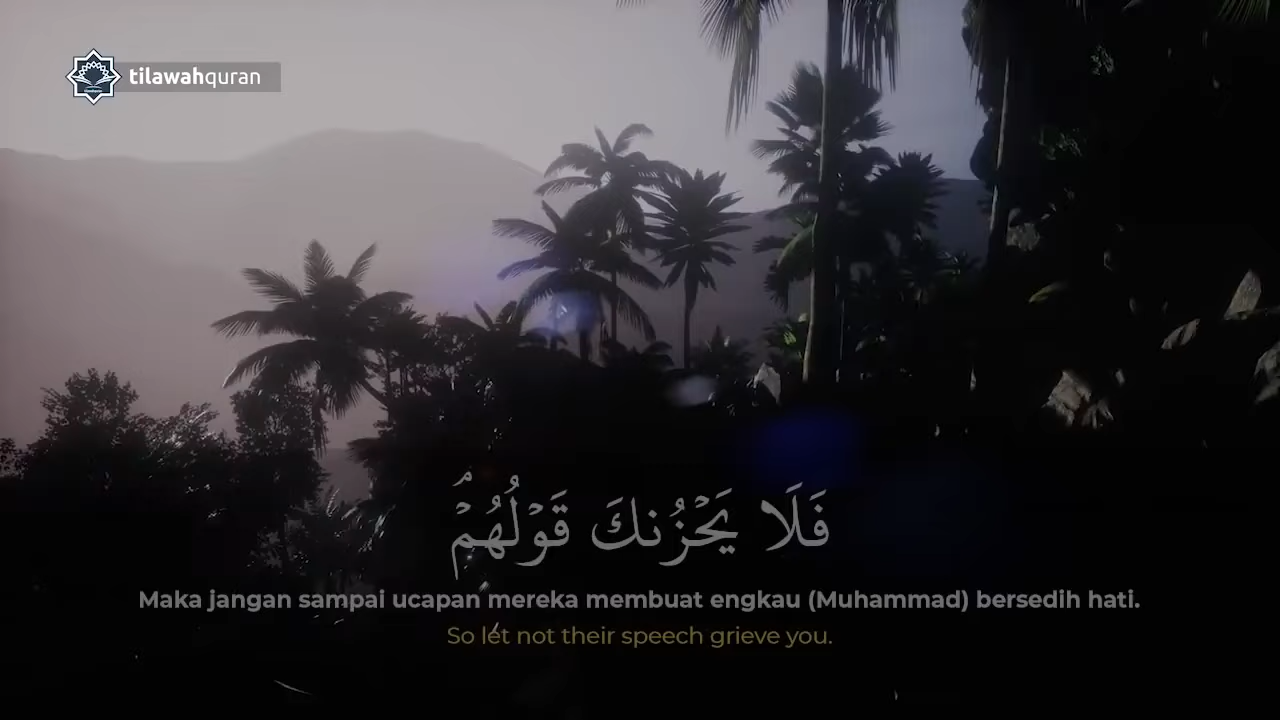 tilawahquran
فَلَا يَحْزُنكَ قَوْلُهُمْ ۘ
Maka jangan sampai ucapan mereka membuat engkau (Muhammad) bersedih hati.
So let not their speech grieve you.